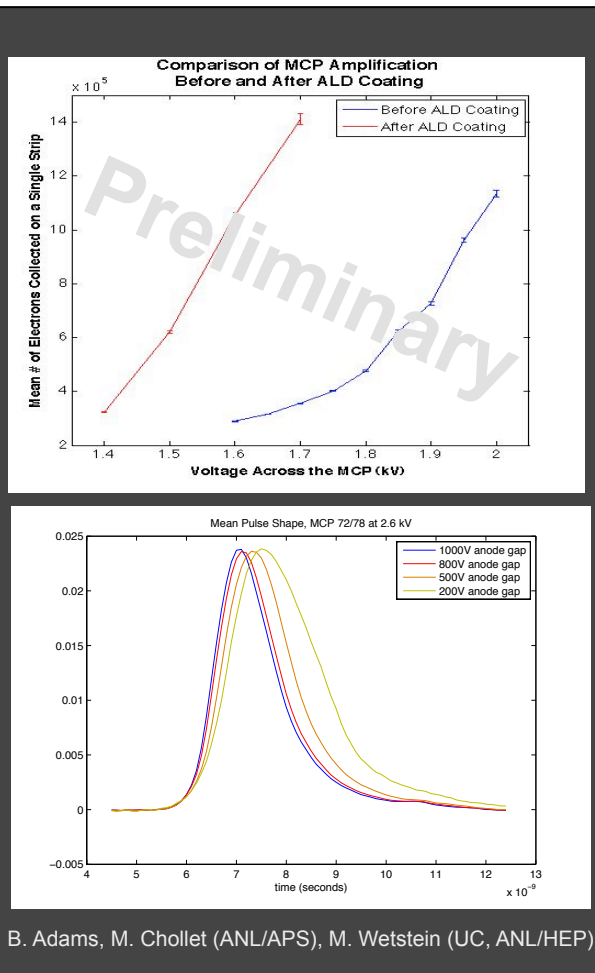 Comparison of MCP Amplification
Before and After ALD Coating
x 10^5
Before ALD Coating
After ALD Coating
14
12
10
8
6
4
2
Mean # of Electrons Collected on a Single Strip
Preliminary
1.4 1.5 1.6 1.7 1.8 1.9 2
Voltage Across the MCP (kV)
Mean Pulse Shape, MCP 72/78 at 2.6 kV
0.025
0.02
0.015
0.01
0.005
0
−0.005
1000V anode gap
800V anode gap
500V anode gap
200V anode gap
4 5 6 7 8 9 10 11 12 13
time (seconds)
x 10^-9
B. Adams, M. Chollet (ANL/APS), M. Wetstein (UC, ANL/HEP)